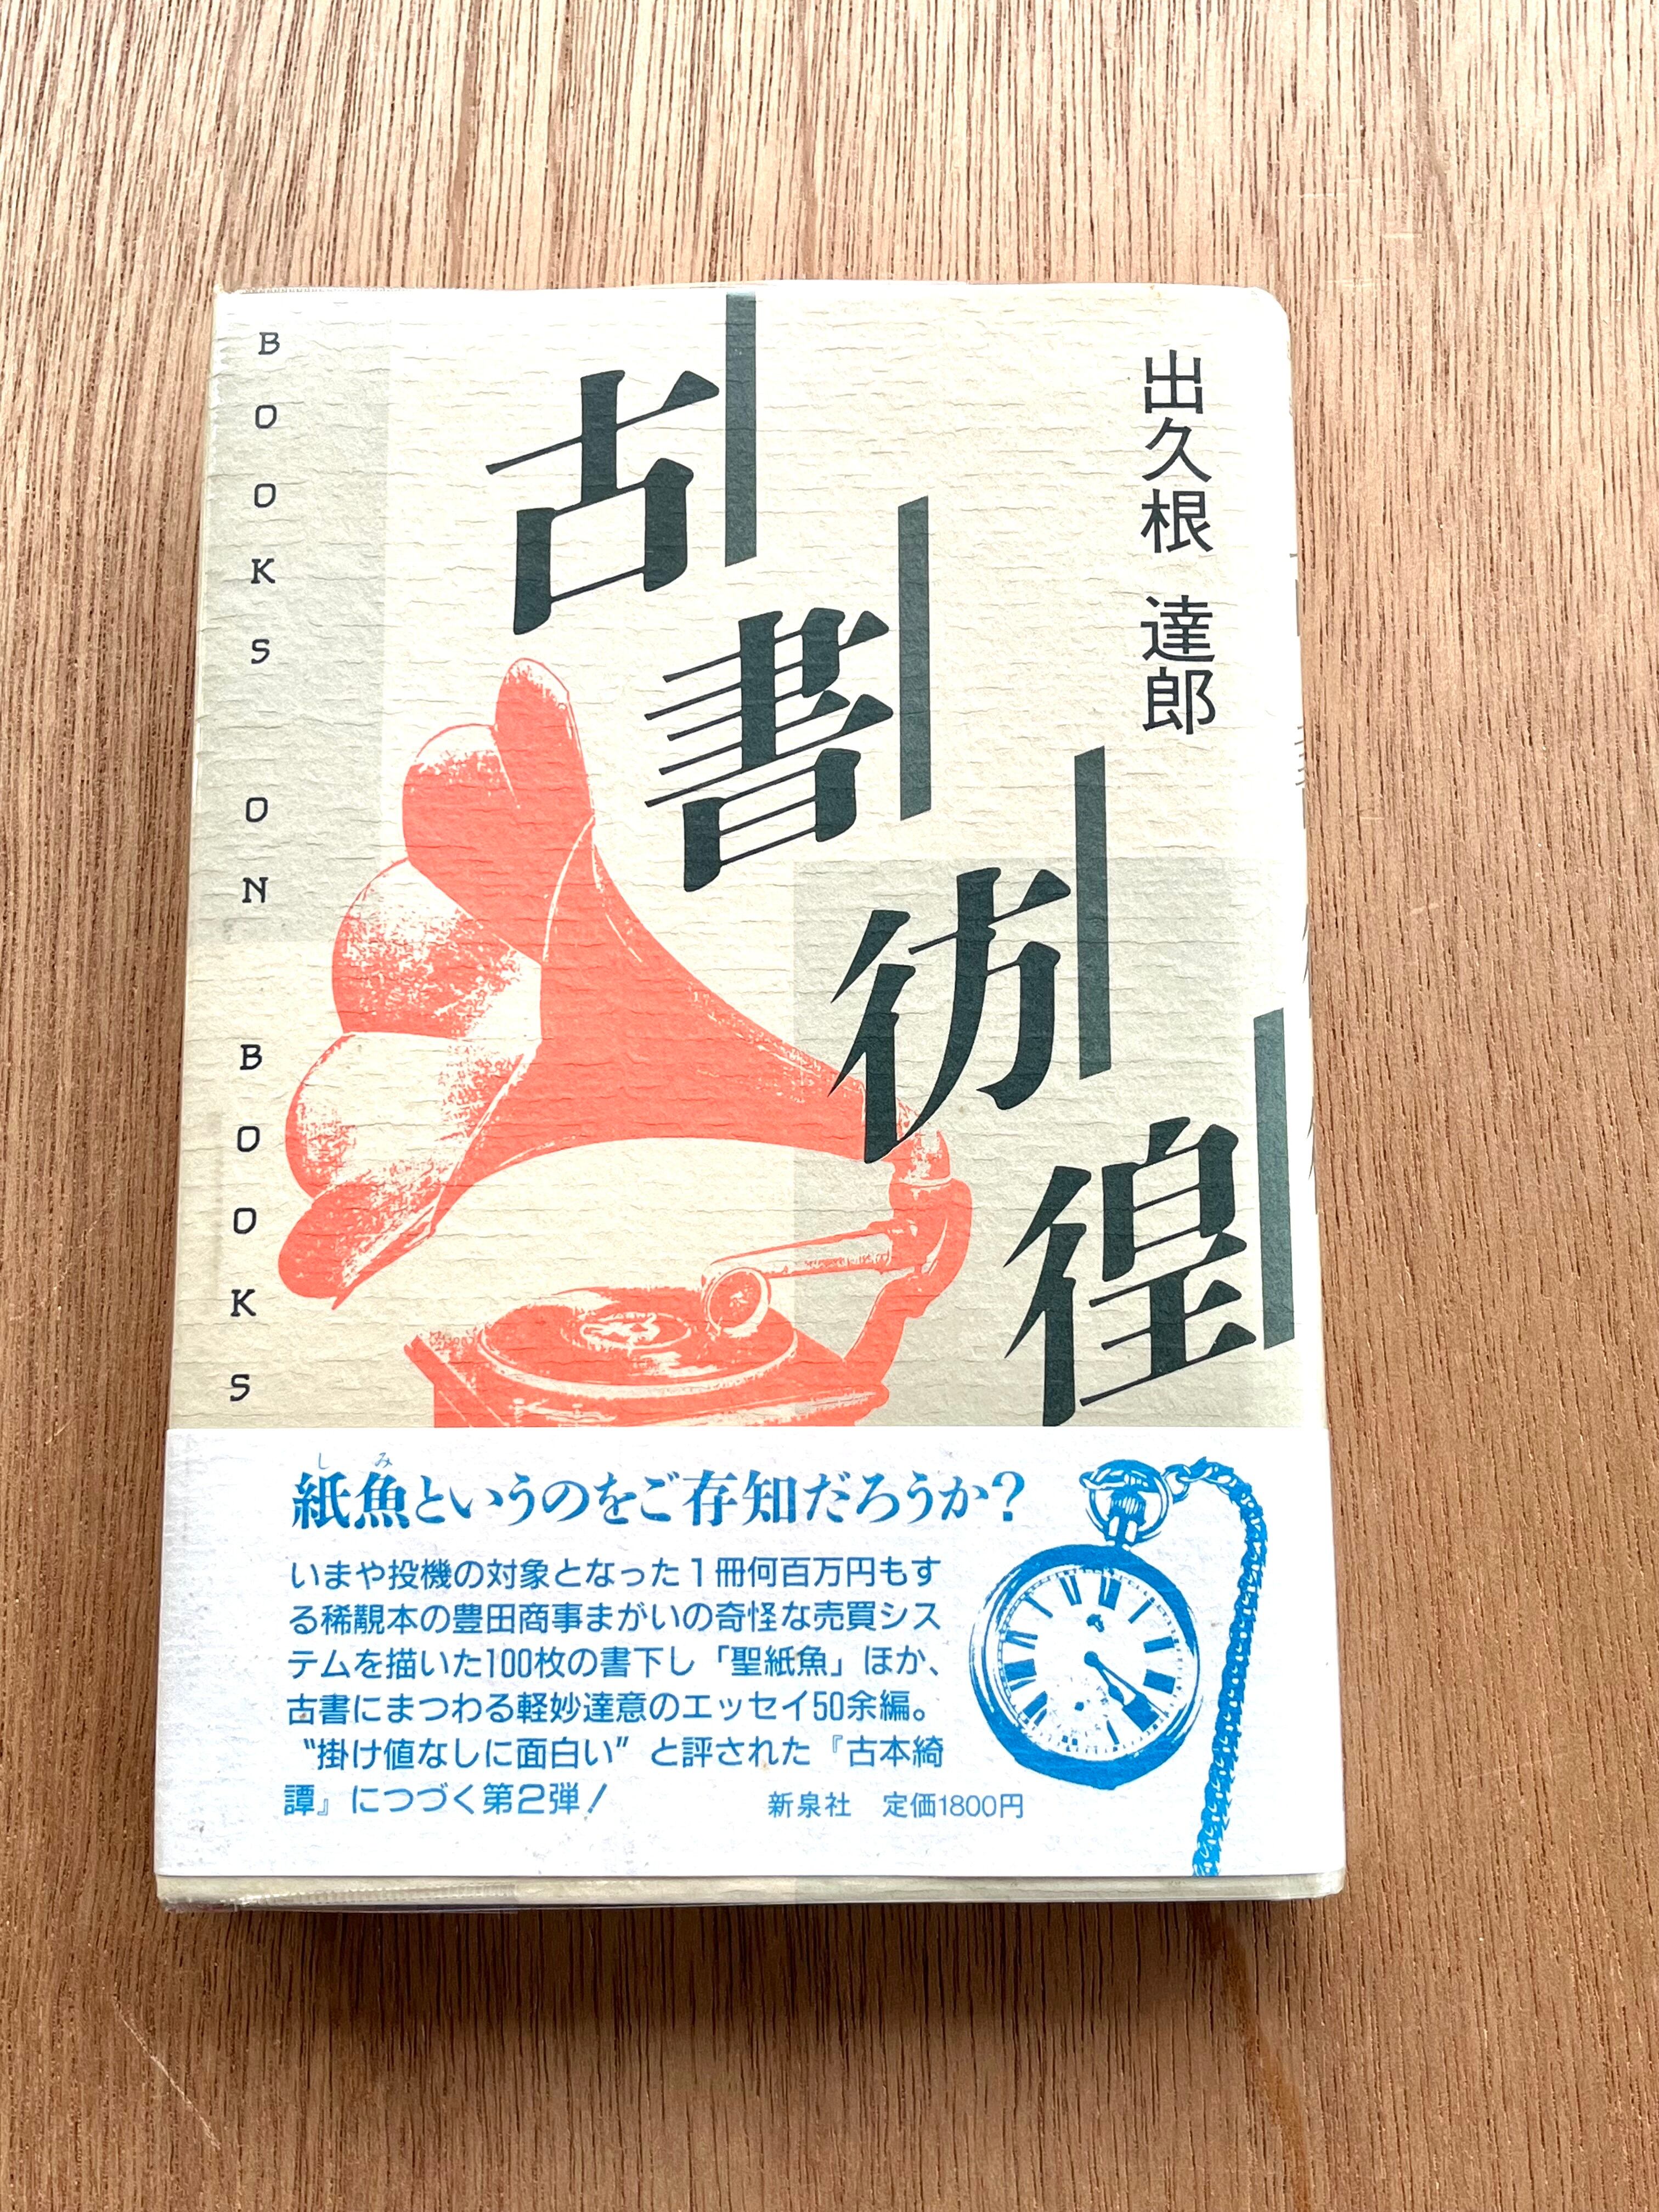 BOOKS ON BOOKS
出久根 達郎
古書彷徨
しみ
紙魚というのをご存知だろうか?
いまや投機の対象となった1冊何百万円もす
る稀覯本の豊田商事まがいの奇怪な売買シス
テムを描いた100枚の書下し「聖紙魚」ほか、
古書にまつわる軽妙達意のエッセイ50余編。
“掛け値なしに面白い”と評された『古本綺
譚』につづく第2弾!
新泉社 定価1800円